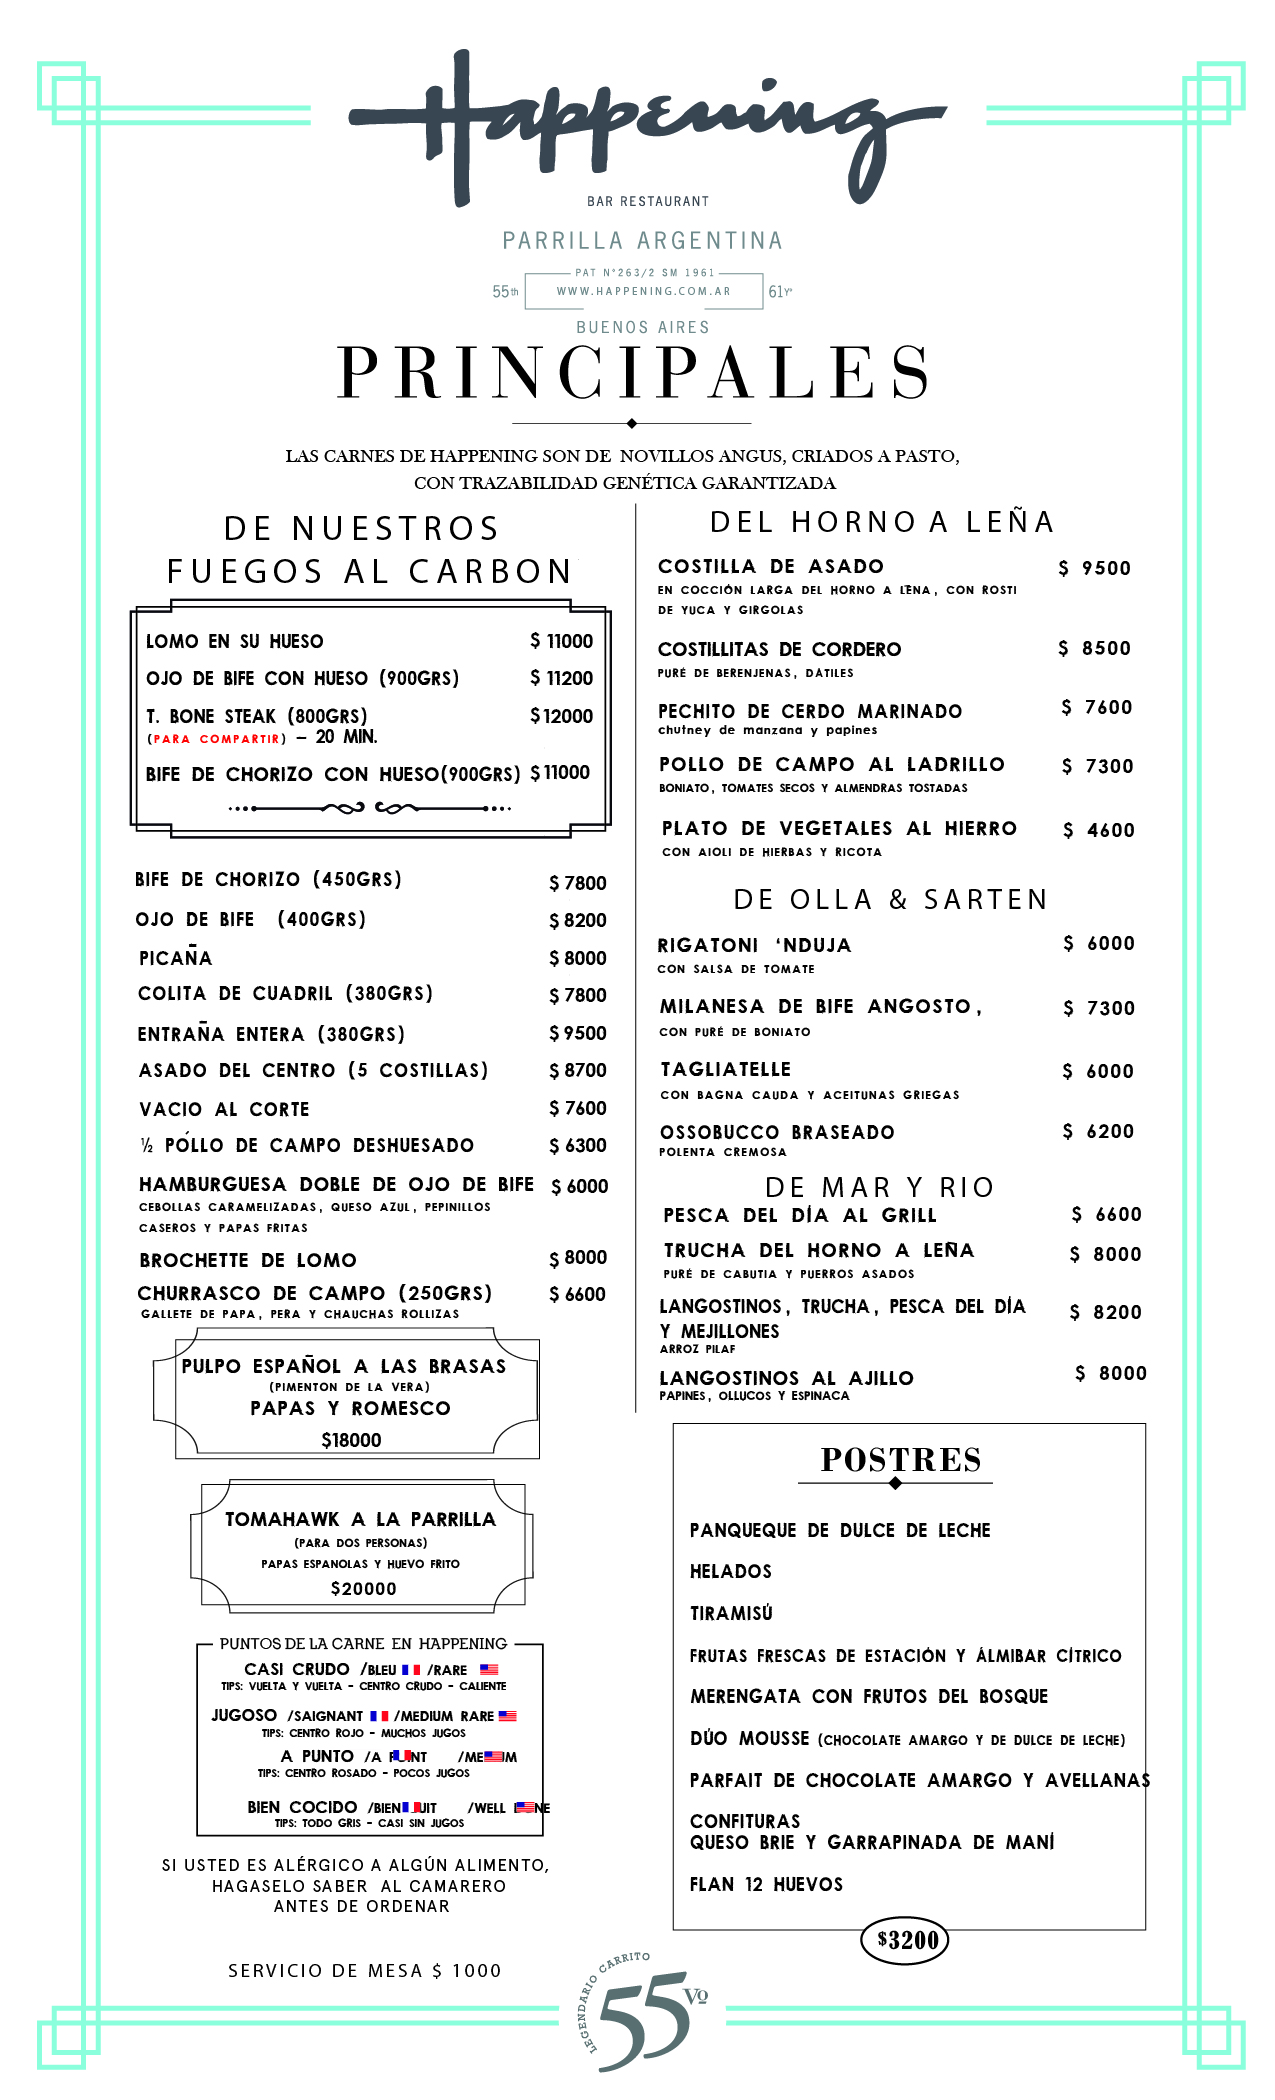 Happening
BAR RESTAURANT
PARRILLA ARGENTINA
PAT N°263/2 SM 1961
55th WWW.HAPPENING.COM.AR 61Yº
BUENOS AIRES
PRINCIPALES
LAS CARNES DE HAPPENING SON DE NOVILLOS ANGUS, CRIADOS A PASTO,
CON TRAZABILIDAD GENÉTICA GARANTIZADA
DE NUESTROS
FUEGOS AL CARBON
LOMO EN SU HUESO $ 11000
OJO DE BIFE CON HUESO (900GRS) $ 11200
T. BONE STEAK (800GRS) $ 12000
(PARA COMPARTIR) – 20 MIN.
BIFE DE CHORIZO CON HUESO(900GRS) $ 11000
BIFE DE CHORIZO (450GRS) $ 7800
OJO DE BIFE (400GRS) $ 8200
PICAÑA $ 8000
COLITA DE CUADRIL (380GRS) $ 7800
ENTRAÑA ENTERA (380GRS) $ 9500
ASADO DEL CENTRO (5 COSTILLAS) $ 8700
VACIO AL CORTE $ 7600
½ PÓLLO DE CAMPO DESHUESADO $ 6300
HAMBURGUESA DOBLE DE OJO DE BIFE $ 6000
CEBOLLAS CARAMELIZADAS, QUESO AZUL, PEPINILLOS
CASEROS Y PAPAS FRITAS
BROCHETTE DE LOMO $ 8000
CHURRASCO DE CAMPO (250GRS) $ 6600
GALLETE DE PAPA, PERA Y CHAUCHAS ROLLIZAS
PULPO ESPAÑOL A LAS BRASAS
(PIMENTON DE LA VERA)
PAPAS Y ROMESCO
$18000
TOMAHAWK A LA PARRILLA
(PARA DOS PERSONAS)
PAPAS ESPANOLAS Y HUEVO FRITO
$20000
PUNTOS DE LA CARNE EN HAPPENING
CASI CRUDO /BLEU /RARE
TIPS: VUELTA Y VUELTA - CENTRO CRUDO - CALIENTE
JUGOSO /SAIGNANT /MEDIUM RARE
TIPS: CENTRO ROJO - MUCHOS JUGOS
A PUNTO /A
TIPS: CENTRO ROSADO - POCOS JUGOS
BIEN COCIDO /BIEN /WELL
TIPS: TODO GRIS - CASI SIN JUGOS
SI USTED ES ALÉRGICO A ALGÚN ALIMENTO,
HAGASELO SABER AL CAMARERO
ANTES DE ORDENAR
SERVICIO DE MESA $ 1000
DEL HORNO A LEÑA
COSTILLA DE ASADO $ 9500
EN COCCIÓN LARGA DEL HORNO A LEÑA, CON ROSTI
DE YUCA Y GIRGOLAS
COSTILLITAS DE CORDERO $ 8500
PURÉ DE BERENJENAS, DÁTILES
PECHITO DE CERDO MARINADO $ 7600
chutney de manzana y papines
POLLO DE CAMPO AL LADRILLO $ 7300
BONIATO, TOMATES SECOS Y ALMENDRAS TOSTADAS
PLATO DE VEGETALES AL HIERRO $ 4600
CON AIOLI DE HIERBAS Y RICOTA
DE OLLA & SARTEN
RIGATONI ‘NDUJA $ 6000
CON SALSA DE TOMATE
MILANESA DE BIFE ANGOSTO, $ 7300
CON PURÉ DE BONIATO
TAGLIATELLE $ 6000
CON BAGNA CAUDA Y ACEITUNAS GRIEGAS
OSSOBUCCO BRASEADO $ 6200
POLENTA CREMOSA
DE MAR Y RIO
PESCA DEL DÍA AL GRILL $ 6600
TRUCHA DEL HORNO A LEÑA $ 8000
PURÉ DE CABUTIA Y PUERROS ASADOS
LANGOSTINOS, TRUCHA, PESCA DEL DÍA $ 8200
Y MEJILLONES
ARROZ PILAF
LANGOSTINOS AL AJILLO $ 8000
PAPINES, OLLUCOS Y ESPINACA
POSTRES
PANQUEQUE DE DULCE DE LECHE
HELADOS
TIRAMISÚ
FRUTAS FRESCAS DE ESTACIÓN Y ÁLMIBAR CÍTRICO
MERENGATA CON FRUTOS DEL BOSQUE
DÚO MOUSSE (CHOCOLATE AMARGO Y DE DULCE DE LECHE)
PARFAIT DE CHOCOLATE AMARGO Y AVELLANAS
CONFITURAS
QUESO BRIE Y GARRAPINADA DE MANÍ
FLAN 12 HUEVOS
$3200
LEGENDARIO CARRITO
55 Vº